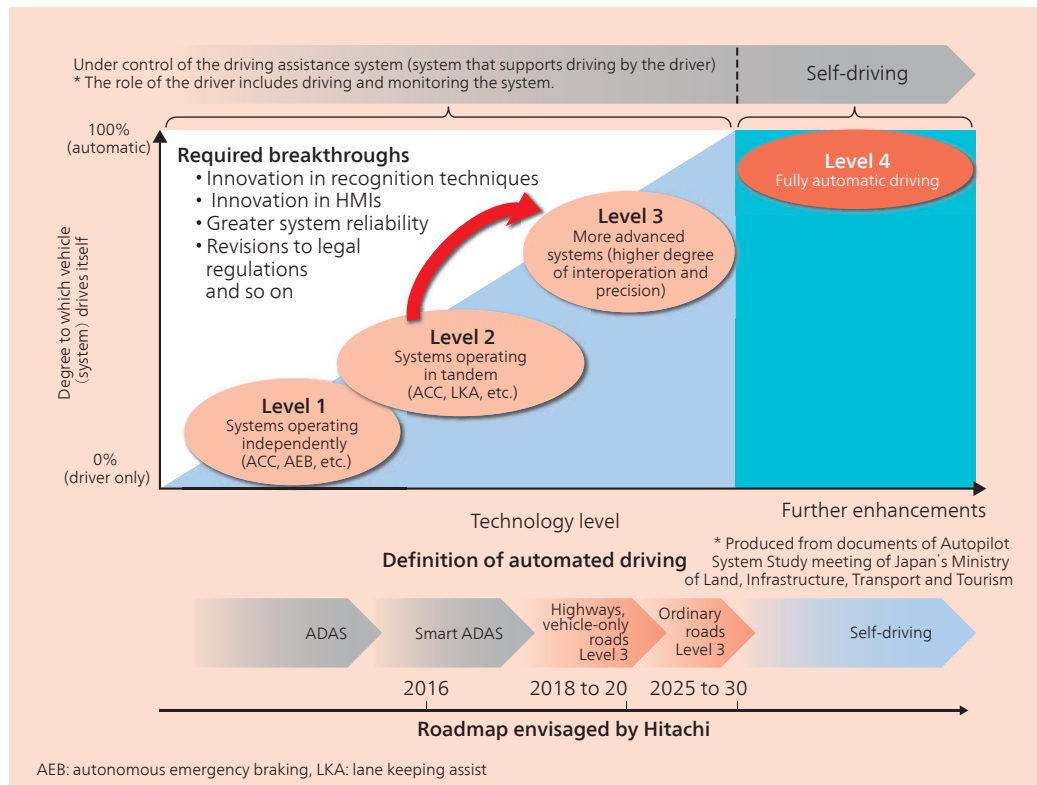 Under control of the driving assistance system (system that supports driving by the driver)
* The role of the driver includes driving and monitoring the system.
Self-driving
100%
(automatic)
Degree to which vehicle
(system) drives itself
0%
(driver only)
Required breakthroughs
• Innovation in recognition techniques
• Innovation in HMIs
• Greater system reliability
• Revisions to legal
regulations
and so on
Level 1
Systems operating
independently
(ACC, AEB, etc.)
Level 2
Systems operating
in tandem
(ACC, LKA, etc.)
Level 3
More advanced
systems (higher degree
of interoperation and
precision)
Level 4
Fully automatic driving
Technology level
Further enhancements
Definition of automated driving
* Produced from documents of Autopilot
System Study meeting of Japan's Ministry
of Land, Infrastructure, Transport and Tourism
ADAS
Smart ADAS
Highways,
vehicle-only
roads
Level 3
Ordinary
roads
Level 3
Self-driving
2016
2018 to 20
2025 to 30
Roadmap envisaged by Hitachi
AEB: autonomous emergency braking, LKA: lane keeping assist